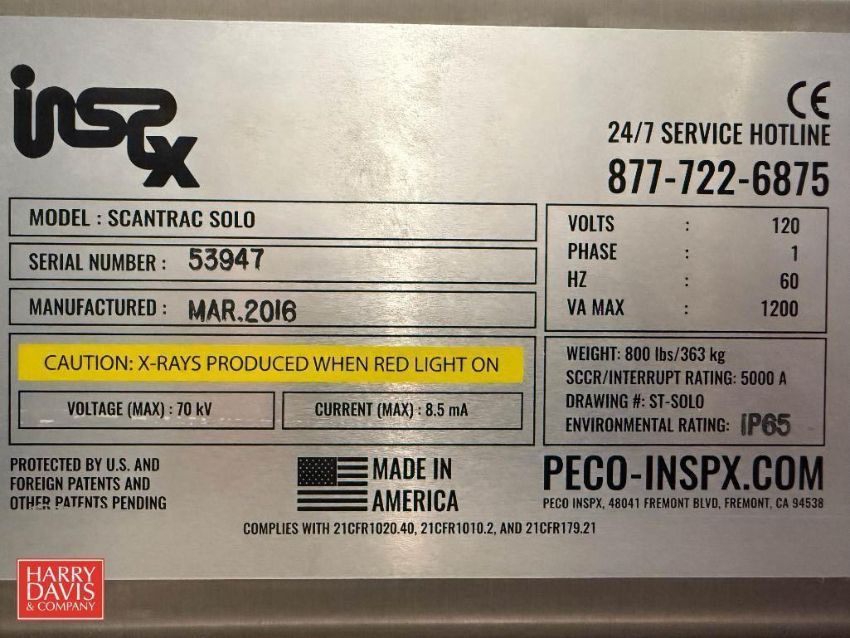 inspx
CE
24/7 SERVICE HOTLINE
877-722-6875
MODEL : SCANTRAC SOLO
SERIAL NUMBER : 53947
MANUFACTURED : MAR.2016
VOLTS : 120
PHASE : 1
HZ : 60
VA MAX : 1200
CAUTION: X-RAYS PRODUCED WHEN RED LIGHT ON
VOLTAGE (MAX) : 70 kV
CURRENT (MAX) : 8.5 mA
WEIGHT: 800 lbs/363 kg
SCCR/INTERRUPT RATING: 5000 A
DRAWING #: ST-SOLO
ENVIRONMENTAL RATING: IP65
PROTECTED BY U.S. AND
FOREIGN PATENTS AND
OTHER PATENTS PENDING
MADE IN
AMERICA
PECO-INSPX.COM
PECO INSPX, 48041 FREMONT BLVD, FREMONT, CA 94538
COMPLIES WITH 21CFR1020.40, 21CFR1010.2, AND 21CFR179.21
HARRY
DAVIS
& COMPANY